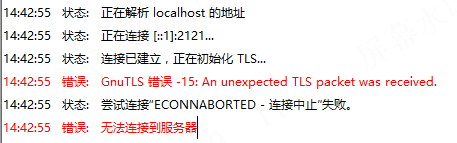 14:42:55 状态: 正在解析 localhost 的地址
14:42:55 状态: 正在连接 [::1]:2121...
14:42:55 状态: 连接已建立，正在初始化 TLS...
14:42:55 错误: GnuTLS 错误 -15: An unexpected TLS packet was received.
14:42:55 状态: 尝试连接“ECONNABORTED - 连接中止”失败。
14:42:55 错误: 无法连接到服务器